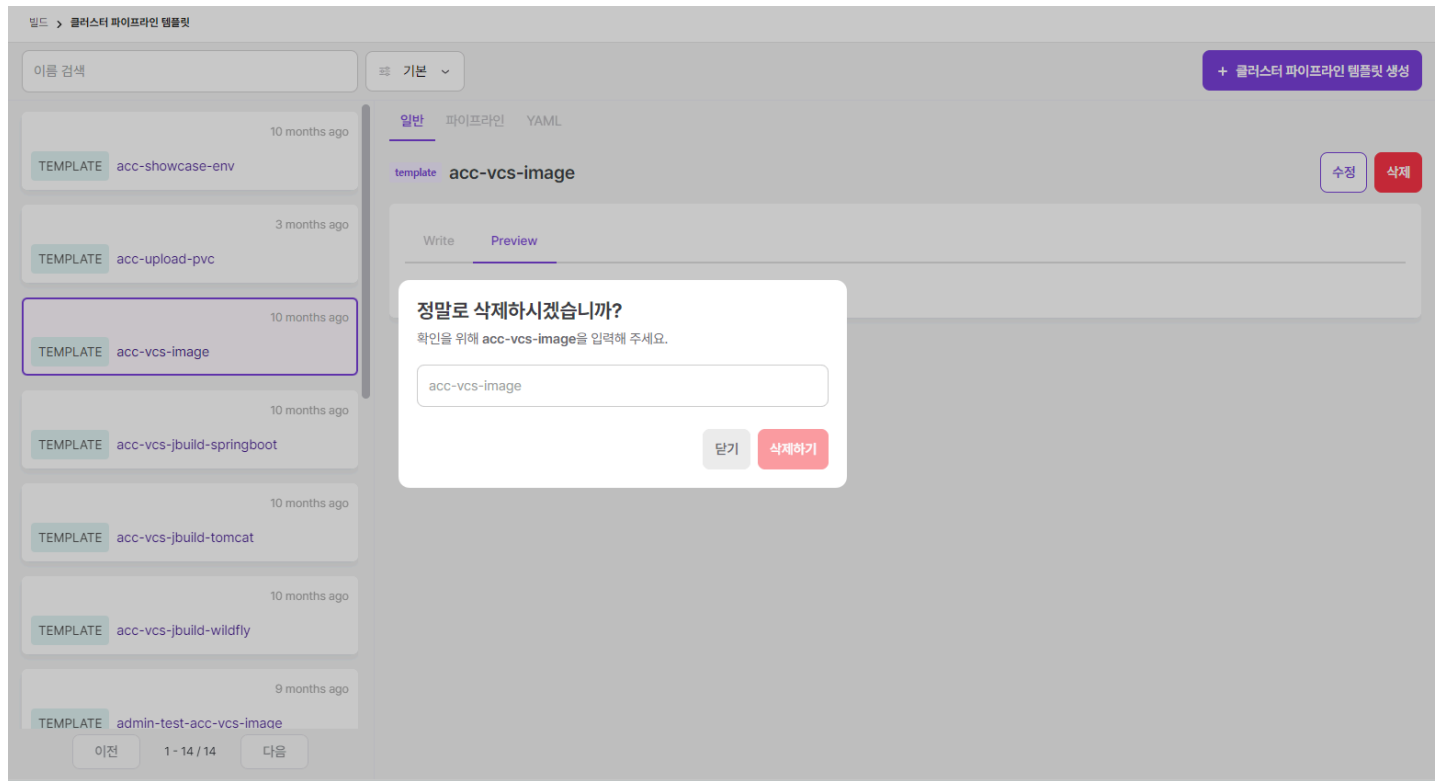 빌드 > 클러스터 파이프라인 템플릿
이름 검색
기본
+ 클러스터 파이프라인 템플릿 생성
10 months ago
TEMPLATE acc-showcase-env
3 months ago
TEMPLATE acc-upload-pvc
10 months ago
TEMPLATE acc-vcs-image
10 months ago
TEMPLATE acc-vcs-jbuild-springboot
10 months ago
TEMPLATE acc-vcs-jbuild-tomcat
10 months ago
TEMPLATE acc-vcs-jbuild-wildfly
9 months ago
TEMPLATE admin-test-acc-vcs-image
이전 1 - 14 / 14 다음
일반 파이프라인 YAML
template acc-vcs-image
수정 삭제
Write Preview
정말로 삭제하시겠습니까?
확인을 위해 acc-vcs-image을 입력해 주세요.
acc-vcs-image
닫기 삭제하기